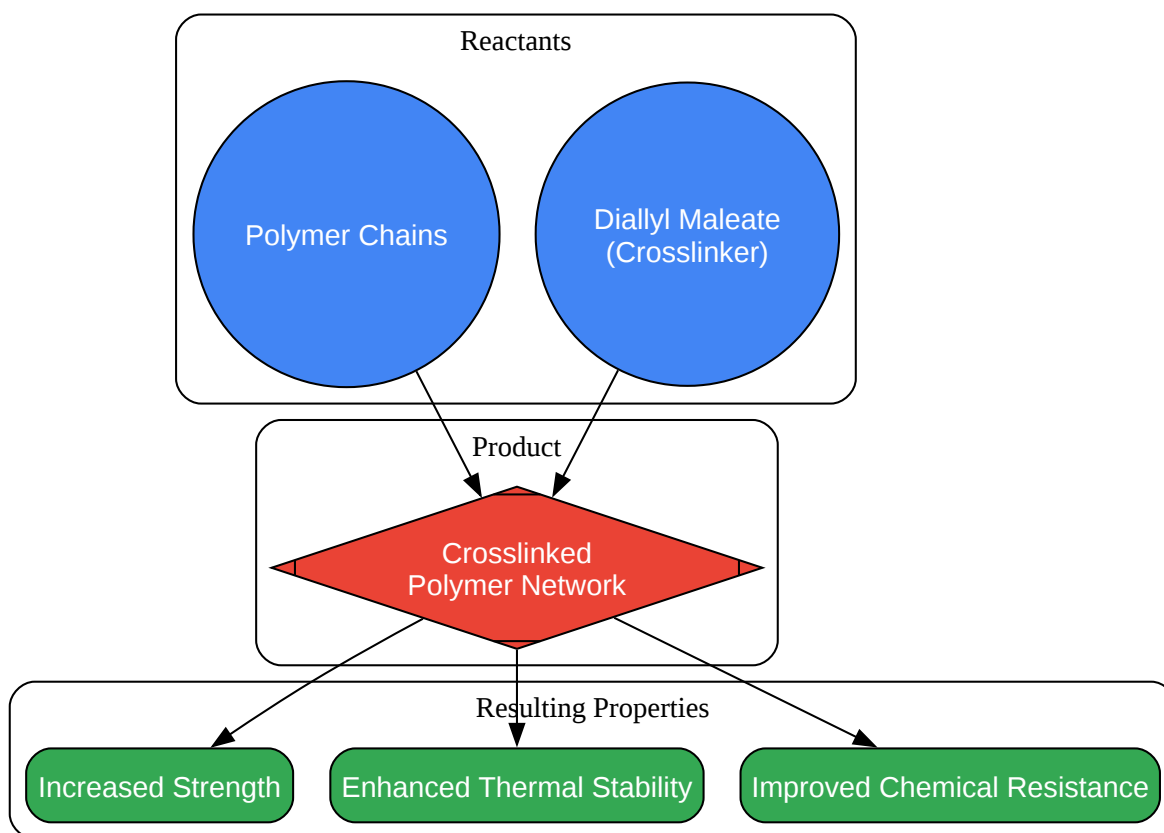 Reactants
Polymer Chains
Diallyl Maleate
(Crosslinker)
Product
Crosslinked
Polymer Network
Resulting Properties
Increased Strength
Enhanced Thermal Stability
Improved Chemical Resistance